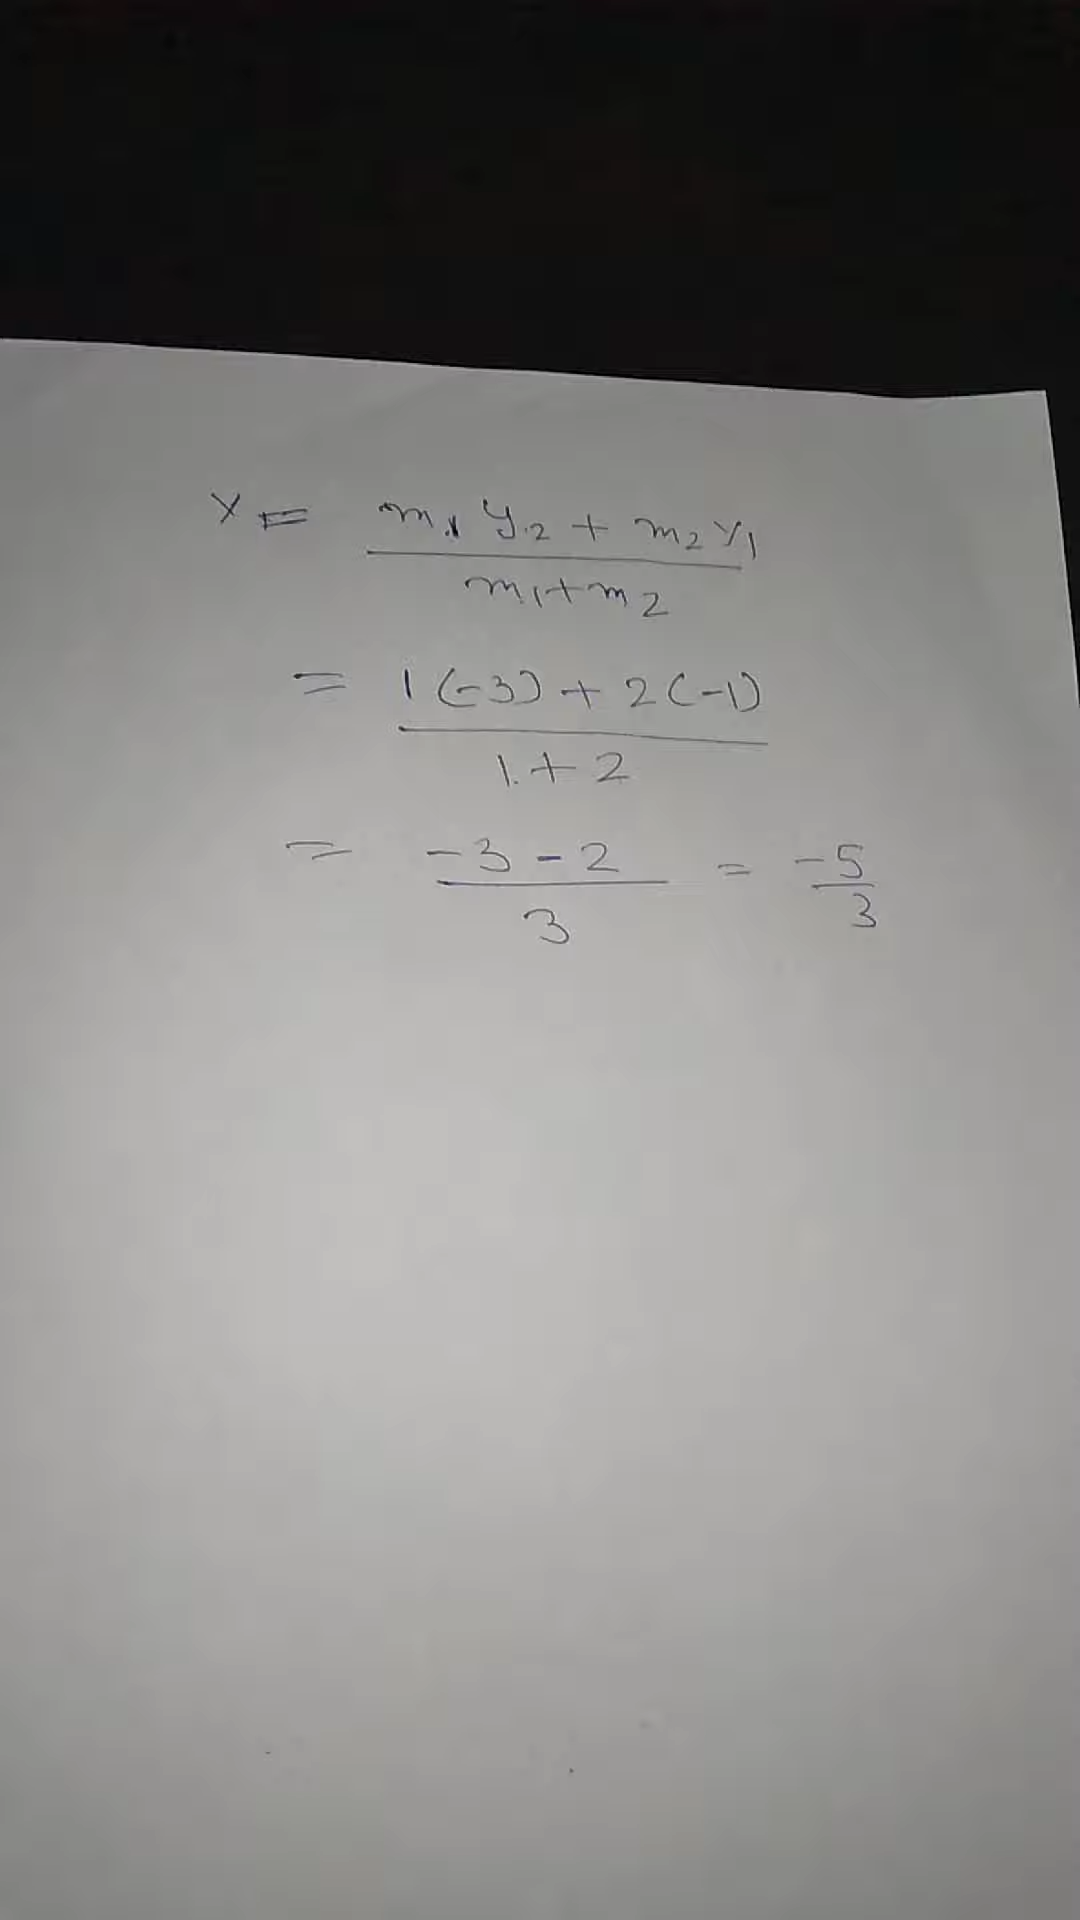 x = m₁ y₂ + m₂ y₁
m₁+m₂
= 1(-3)+2(-1)
1+2
= -3-2 = -5
3 3